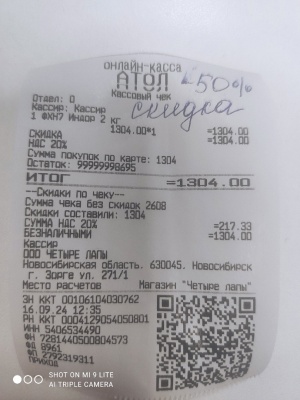 ОНЛАЙН-КАССА
АТОЛ
-50%
Кассовый чек
скидка
Отдел: 0
Кассир: Кассир
1 ФХН7 Индор 2 кг
1304.00*1 =1304.00
СКИДКА =1304.00
НДС 20%
Сумма покупок по карте: 1304
Остаток: 99999998695
ИТОГ =1304.00
--Скидки по чеку--
Сумма чека без скидок 2608
Скидки составили: 1304
СУММА НДС 20% =217.33
БЕЗНАЛИЧНЫМИ =1304.00
Кассир
ООО ЧЕТЫРЕ ЛАПЫ
Новосибирская область. 630045. Новосибирск
г. Зорге ул. 271/1
Место расчетов Магазин "Четыре лапы"
ЗН ККТ 00106104030762
16.09.24 12:35
РН ККТ 0004129054050801
ИНН 5406534490
ФН 7281440500804573
ФД 8961
ФП 2792319311
ПРИХОД
SHOT ON MI 9 LITE
AI TRIPLE CAMERA